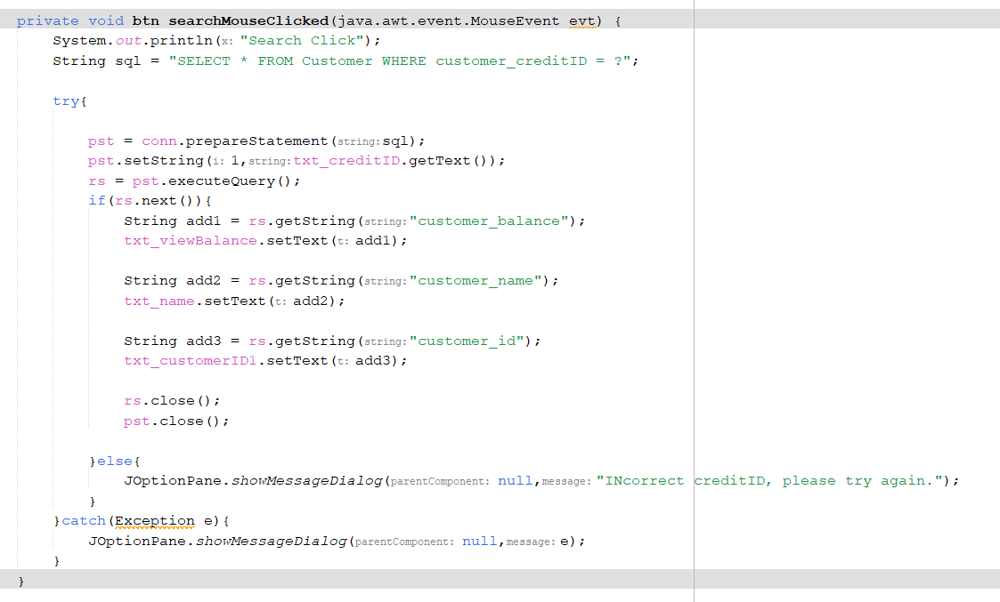 private void btn searchMouseClicked(java.awt.event.MouseEvent evt) {
System.out.println(x: "Search Click");
String sql = "SELECT * FROM Customer WHERE customer_creditID = ?";
try{
pst = conn.prepareStatement(string:sql);
pst.setString(i: 1,string:txt_creditID.getText());
rs = pst.executeQuery();
if(rs.next()){
String add1 = rs.getString(string:"customer_balance");
txt_viewBalance.setText(t: add1);
String add2 = rs.getString(string:"customer_name");
txt_name.setText(t: add2);
String add3 = rs.getString(string:"customer_id");
txt_customerID1.setText(t: add3);
rs.close();
pst.close();
}else{
JOptionPane.showMessageDialog(parentComponent: null,message: "INcorrect creditID, please try again.");
}
}catch(Exception e){
JOptionPane.showMessageDialog(parentComponent: null,message: e);
}
}